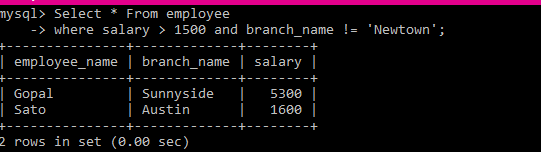 mysql> Select * From employee
    -> where salary > 1500 and branch_name != 'Newtown';
+---------------+-------------+--------+
| employee_name | branch_name | salary |
+---------------+-------------+--------+
| Gopal         | Sunnyside   |   5300 |
| Sato          | Austin      |   1600 |
+---------------+-------------+--------+
2 rows in set (0.00 sec)